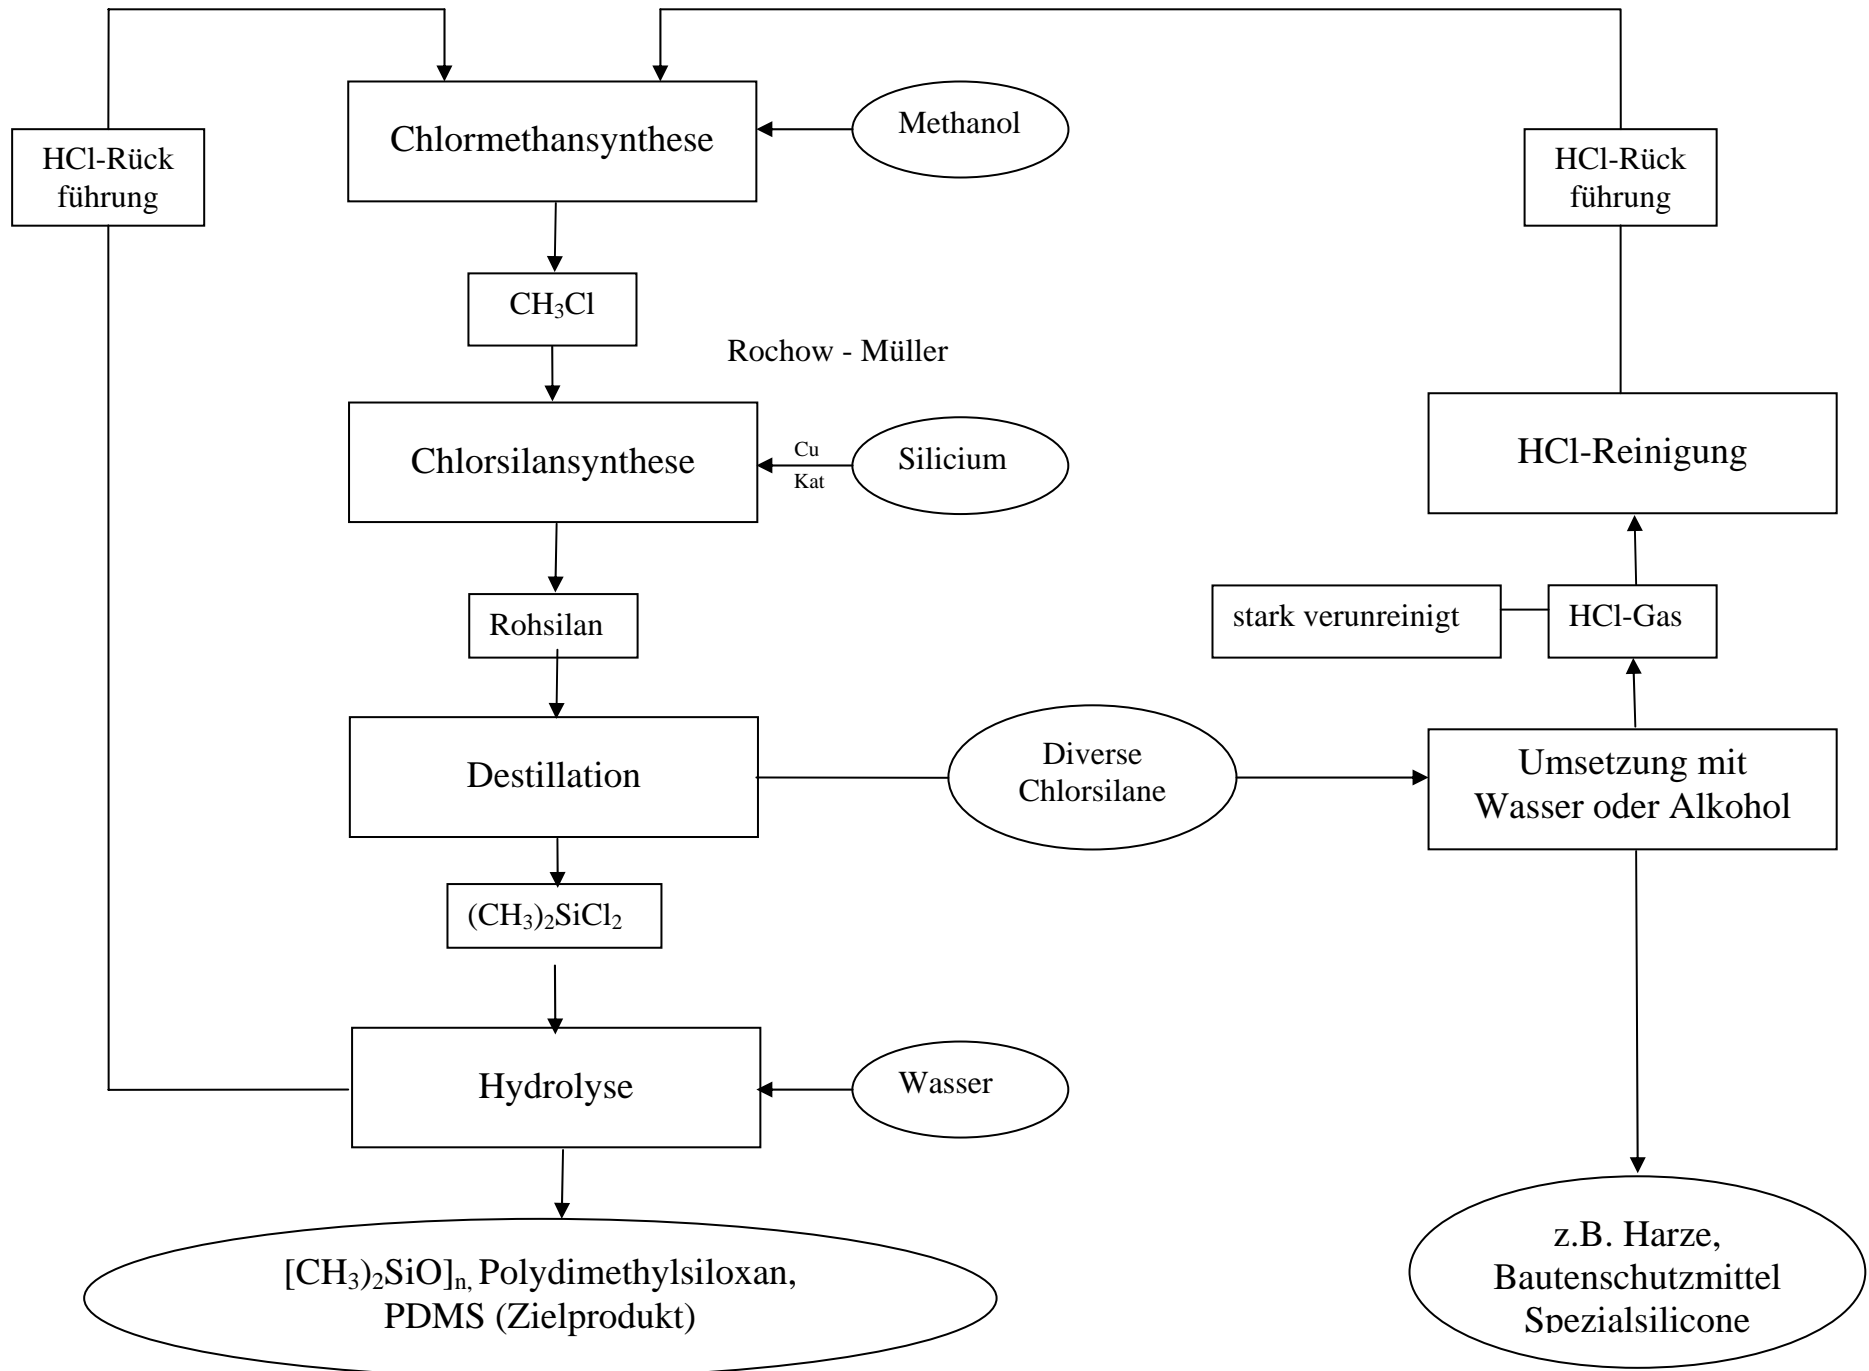 Chlormethansynthese
Methanol
HCl-Rück
führung
HCl-Rück
führung
CH₃Cl
Rochow - Müller
Chlorsilansynthese
Cu
Kat
Silicium
HCl-Reinigung
Rohsilan
stark verunreinigt
HCl-Gas
Destillation
Diverse
Chlorsilane
Umsetzung mit
Wasser oder Alkohol
(CH₃)₂SiCl₂
Hydrolyse
Wasser
[CH₃)₂SiO]ₙ, Polydimethylsiloxan,
PDMS (Zielprodukt)
z.B. Harze,
Bautenschutzmittel
Spezialsilicone